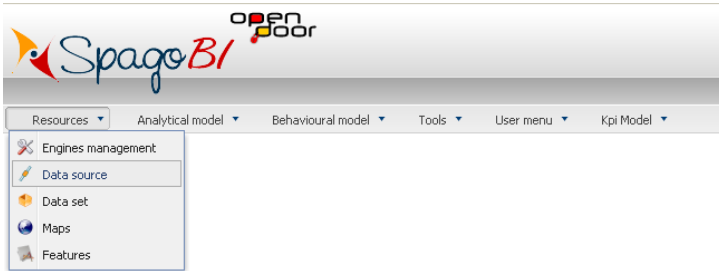 open
door
SpagoBI
Resources Analytical model Behavioural model Tools User menu Kpi Model
Engines management
Data source
Data set
Maps
Features